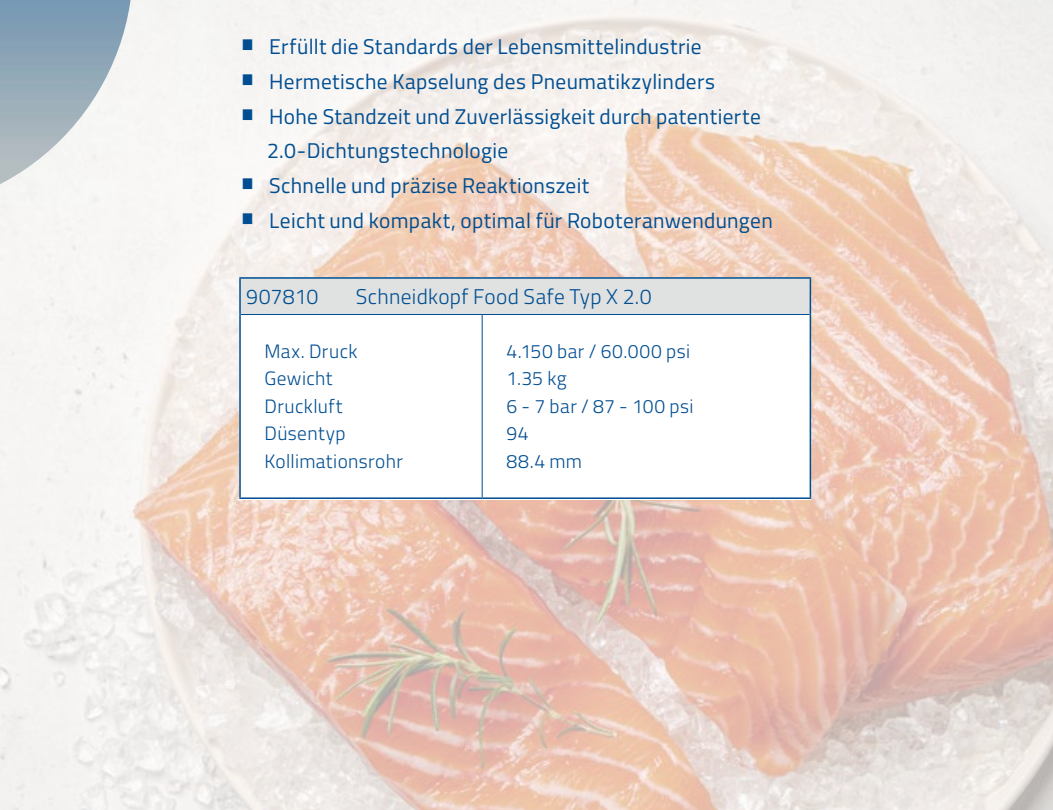 ▪ Erfüllt die Standards der Lebensmittelindustrie
▪ Hermetische Kapselung des Pneumatikzylinders
▪ Hohe Standzeit und Zuverlässigkeit durch patentierte
2.0-Dichtungstechnologie
▪ Schnelle und präzise Reaktionszeit
▪ Leicht und kompakt, optimal für Roboteranwendungen
907810 Schneidkopf Food Safe Typ X 2.0
Max. Druck 4.150 bar / 60.000 psi
Gewicht 1.35 kg
Druckluft 6 - 7 bar / 87 - 100 psi
Düsentyp 94
Kollimationsrohr 88.4 mm